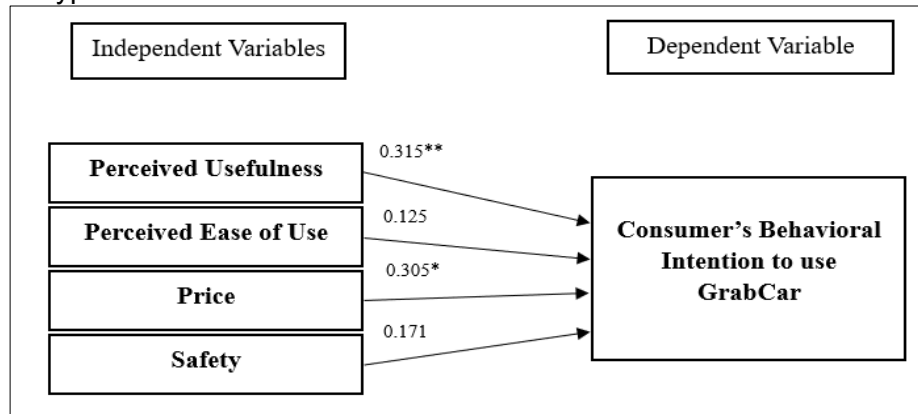 Independent Variables
Dependent Variable
Perceived Usefulness
0.315**
Perceived Ease of Use
0.125
Price
0.305*
Safety
0.171
Consumer's Behavioral
Intention to use
GrabCar